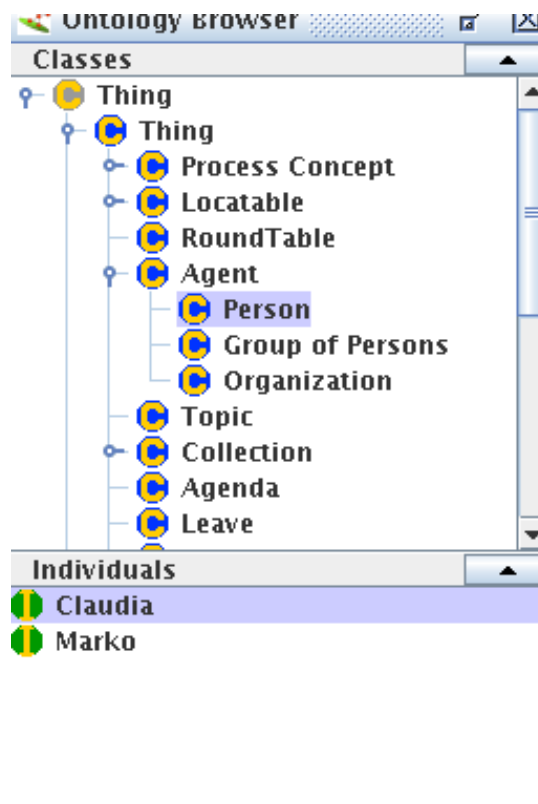 Ontology Browser
Classes
Thing
Thing
Process Concept
Locatable
RoundTable
Agent
Person
Group of Persons
Organization
Topic
Collection
Agenda
Leave
Individuals
Claudia
Marko